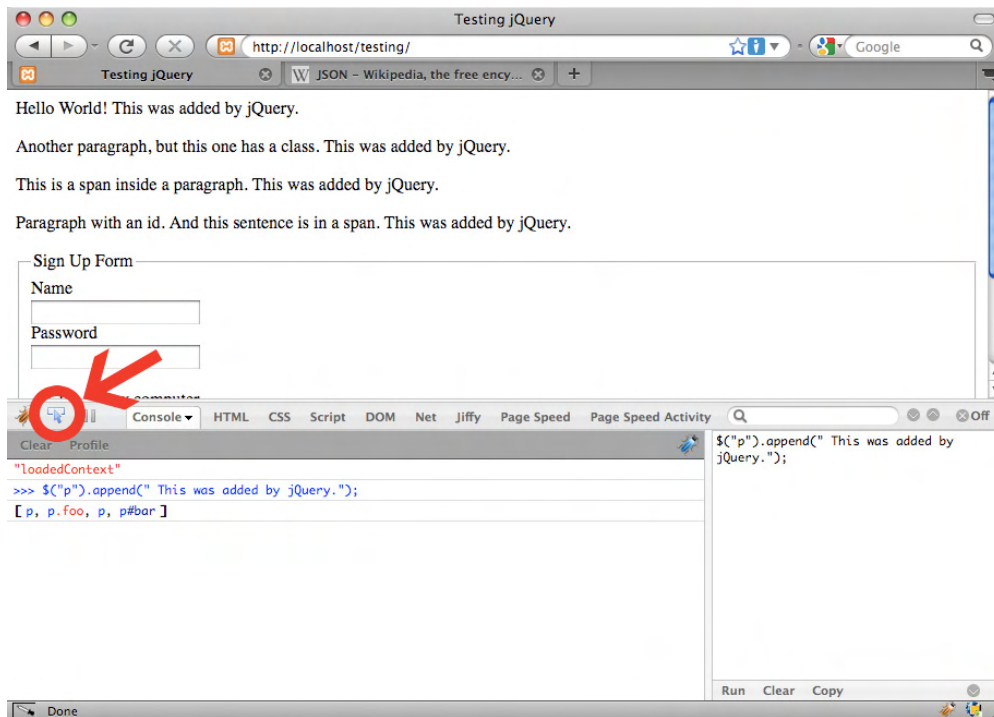 Testing jQuery
http://localhost/testing/
Google
Testing jQuery
W JSON – Wikipedia, the free ency... +
Hello World! This was added by jQuery.
Another paragraph, but this one has a class. This was added by jQuery.
This is a span inside a paragraph. This was added by jQuery.
Paragraph with an id. And this sentence is in a span. This was added by jQuery.
Sign Up Form
Name
Password
computer
Console HTML CSS Script DOM Net Jiffy Page Speed Page Speed Activity Off
Clear Profile
"loadedContext"
>>> $("p").append(" This was added by jQuery.");
[ p, p.foo, p, p#bar ]
$("p").append(" This was added by
jQuery.");
Run Clear Copy
Done